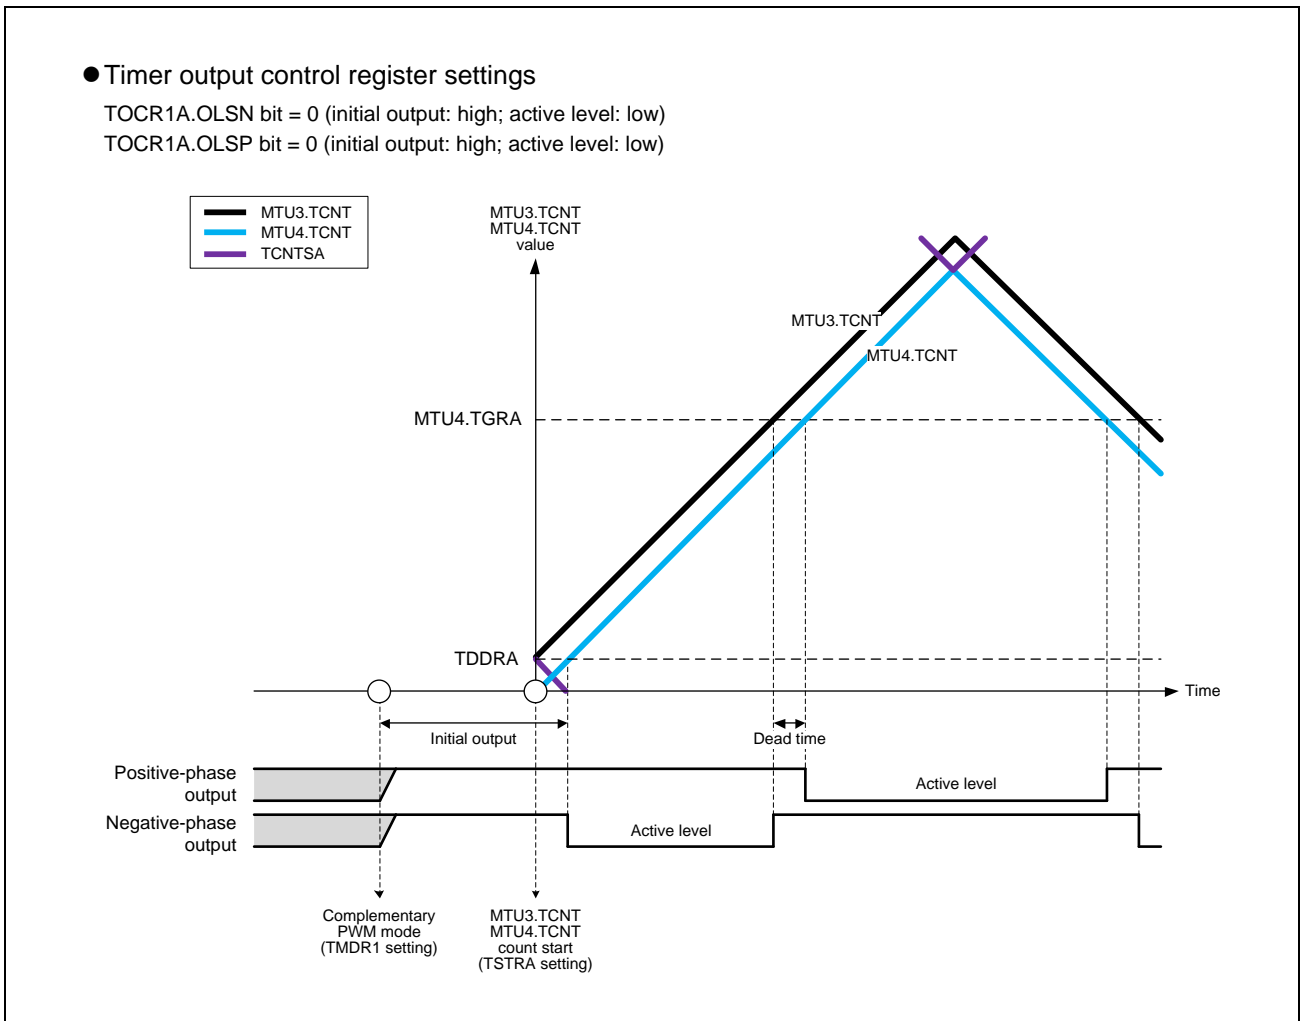 ● Timer output control register settings
TOCR1A.OLSN bit = 0 (initial output: high; active level: low)
TOCR1A.OLSP bit = 0 (initial output: high; active level: low)
MTU3.TCNT
MTU4.TCNT
TCNTSA
MTU3.TCNT
MTU4.TCNT
value
MTU3.TCNT
MTU4.TCNT
MTU4.TGRA
TDDRA
Time
Initial output
Dead time
Positive-phase
output
Active level
Negative-phase
output
Active level
Complementary
PWM mode
(TMDR1 setting)
MTU3.TCNT
MTU4.TCNT
count start
(TSTRA setting)